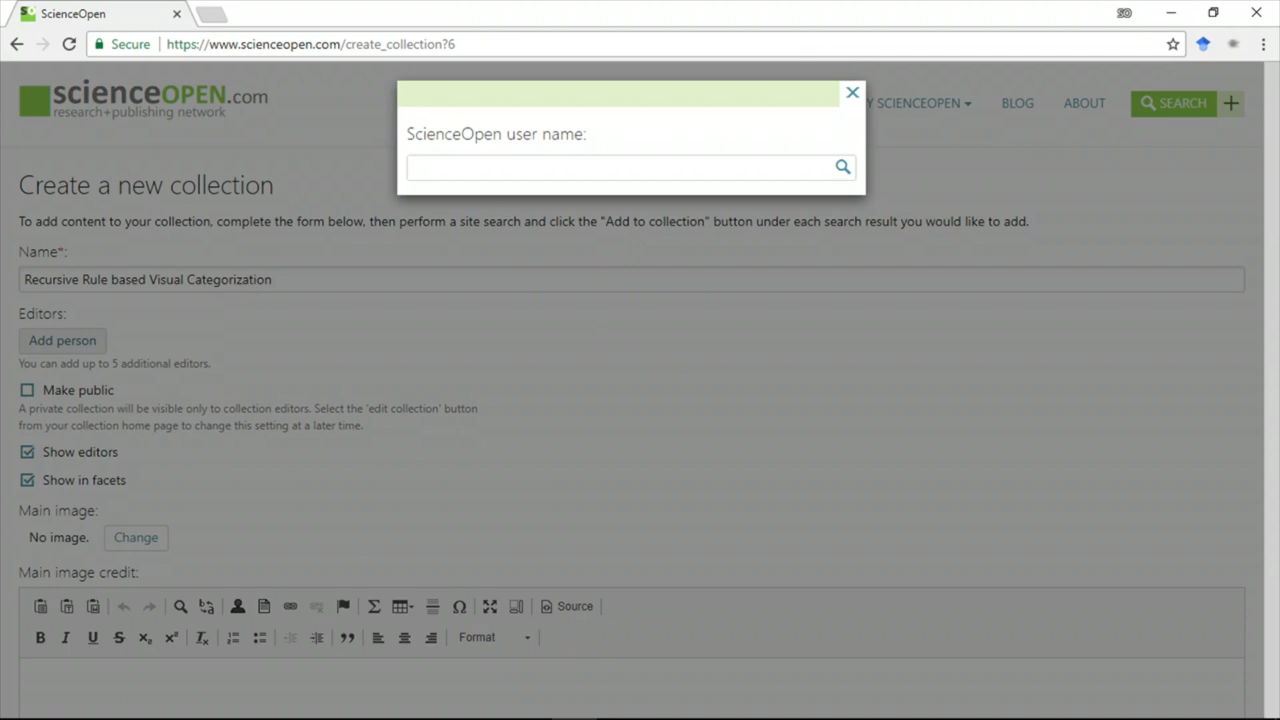 ScienceOpen
Secure
https://www.scienceopen.com/create_collection?6
scienceOPEN.com
research+publishing network
Y SCIENCEOPEN
BLOG
ABOUT
SEARCH
ScienceOpen user name:
Create a new collection
To add content to your collection, complete the form below, then perform a site search and click the "Add to collection" button under each search result you would like to add.
Name*:
Recursive Rule based Visual Categorization
Editors:
Add person
You can add up to 5 additional editors.
Make public
A private collection will be visible only to collection editors. Select the 'edit collection' button
from your collection home page to change this setting at a later time.
Show editors
Show in facets
Main image:
No image.
Change
Main image credit:
Source
Format